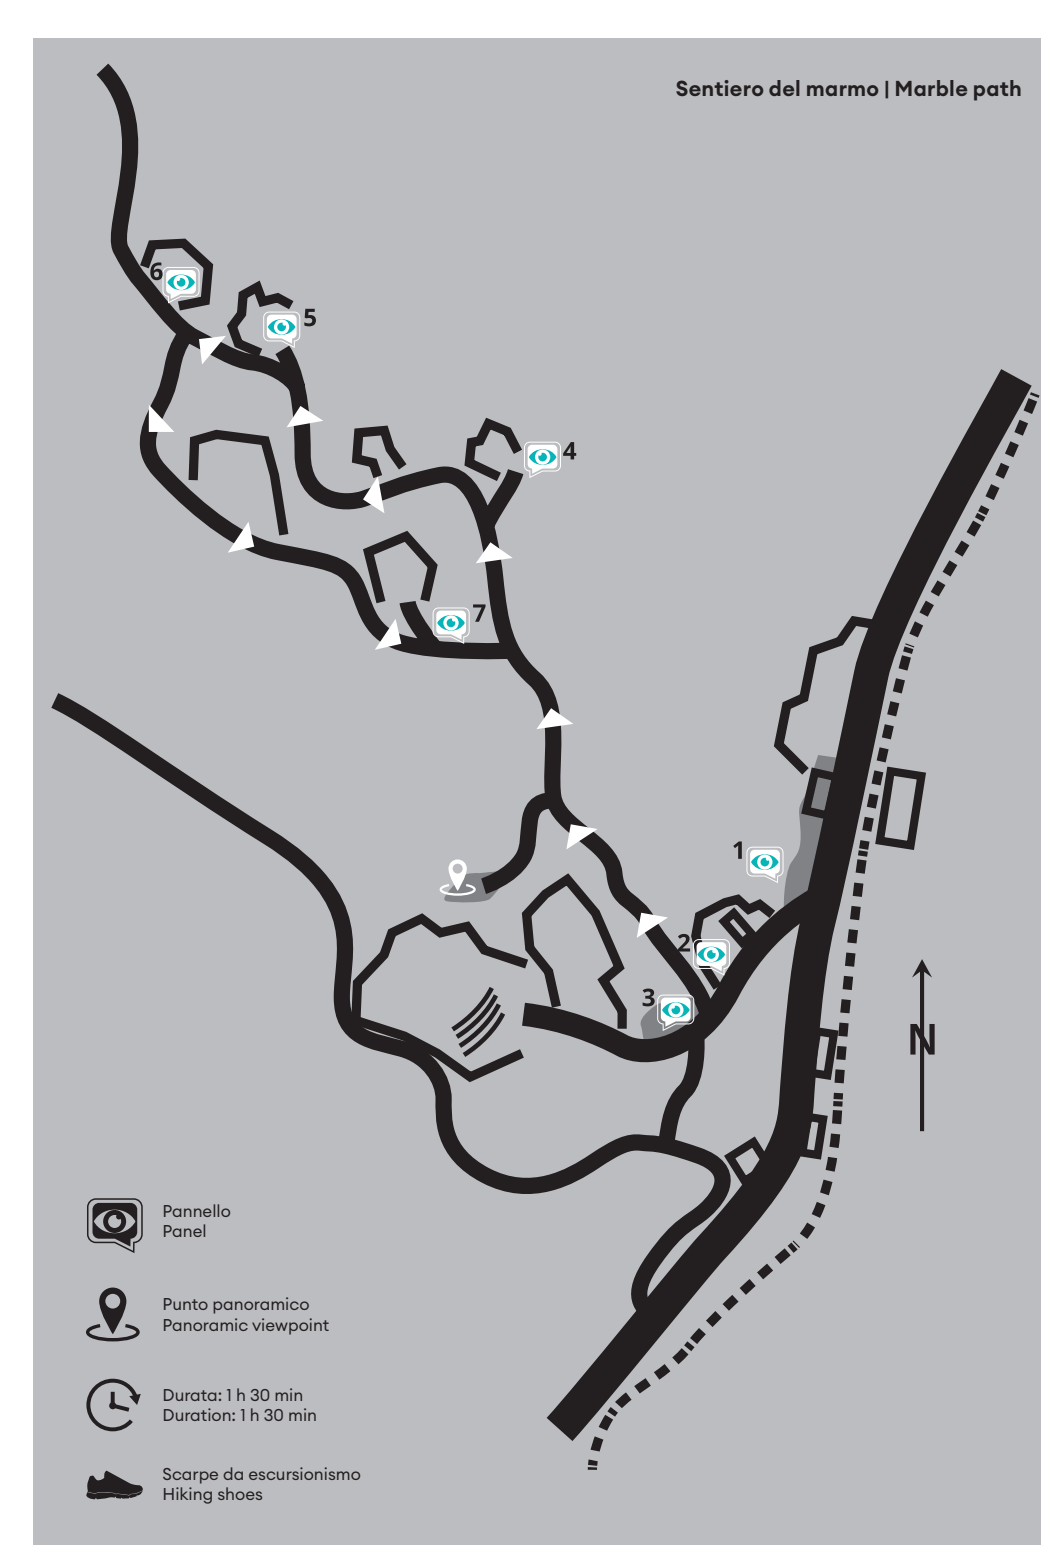 Sentiero del marmo | Marble path
6
5
4
7
1
2
3
N
Pannello
Panel
Punto panoramico
Panoramic viewpoint
Durata: 1 h 30 min
Duration: 1 h 30 min
Scarpe da escursionismo
Hiking shoes